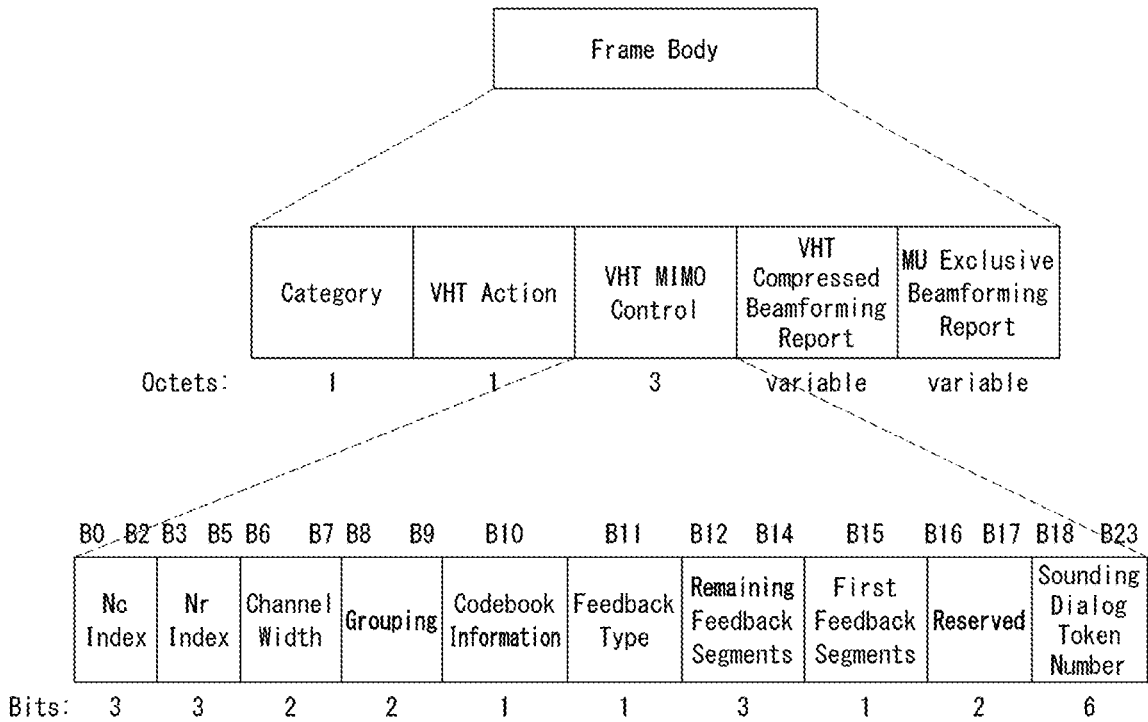 Frame Body
Category
VHT Action
VHT MIMO
Control
VHT
Compressed
Beamforming
Report
MU Exclusive
Beamforming
Report
Octets: 1 1 3 variable variable
B0 B2 B3 B5 B6 B7 B8 B9 B10 B11 B12 B14 B15 B16 B17 B18 B23
Nc
Index
Nr
Index
Channel
Width
Grouping
Codebook
Information
Feedback
Type
Remaining
Feedback
Segments
First
Feedback
Segments
Reserved
Sounding
Dialog
Token
Number
Bits: 3 3 2 2 1 1 3 1 2 6